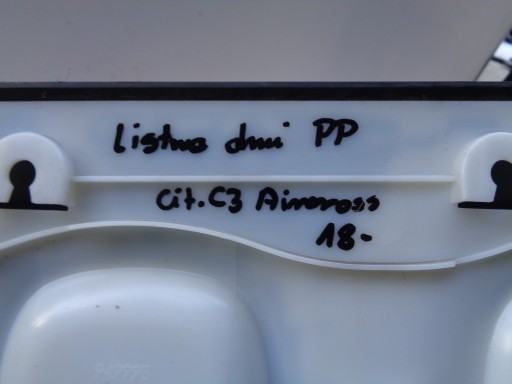 Listwa drzwi PP
Cit. C3 Aircross
18-